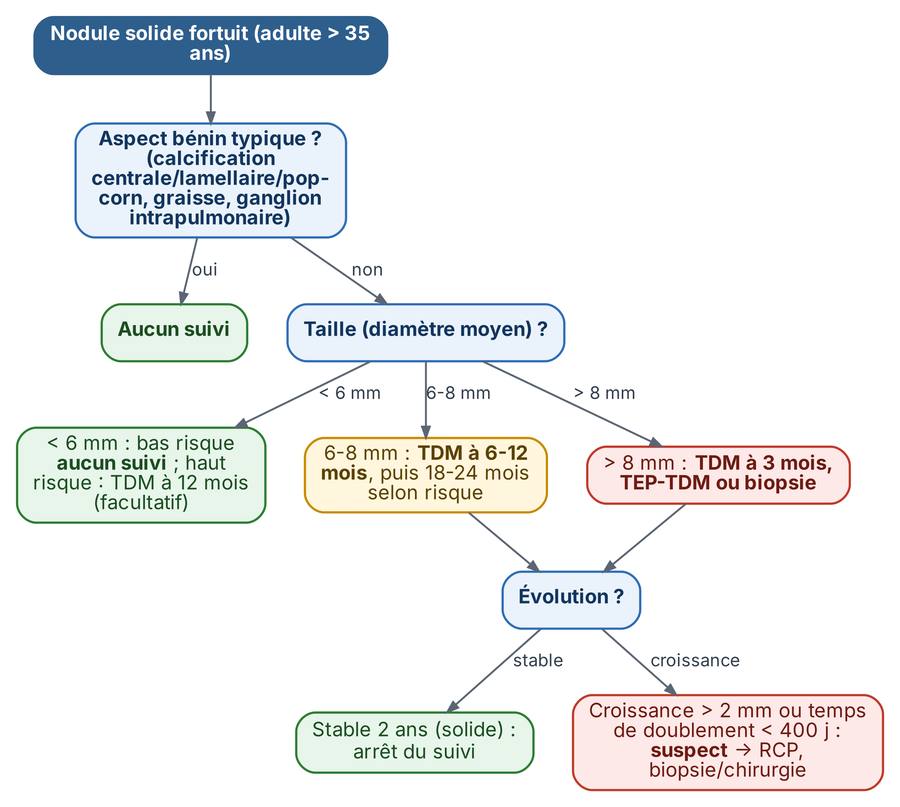 Nodule solide fortuit (adulte > 35
ans)
Aspect bénin typique ?
(calcification
centrale/lamellaire/pop-
corn, graisse, ganglion
intrapulmonaire)
oui
non
Aucun suivi
Taille (diamètre moyen) ?
< 6 mm
6-8 mm
> 8 mm
< 6 mm : bas risque
aucun suivi ; haut
risque : TDM à 12 mois
(facultatif)
6-8 mm : TDM à 6-12
mois, puis 18-24 mois
selon risque
> 8 mm : TDM à 3 mois,
TEP-TDM ou biopsie
Évolution ?
stable
croissance
Stable 2 ans (solide) :
arrêt du suivi
Croissance > 2 mm ou temps
de doublement < 400 j :
suspect → RCP,
biopsie/chirurgie